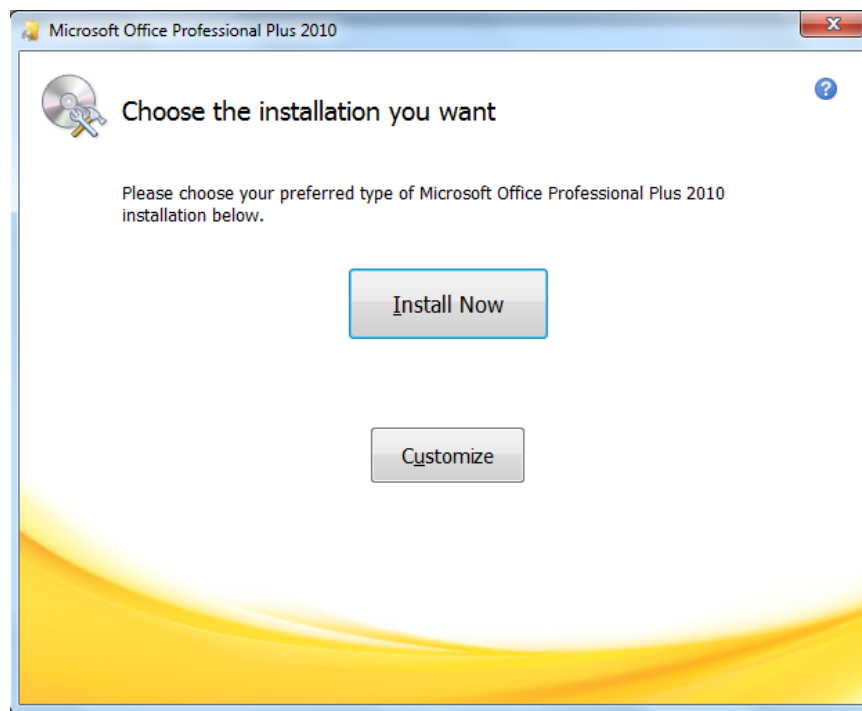 Microsoft Office Professional Plus 2010
Choose the installation you want
Please choose your preferred type of Microsoft Office Professional Plus 2010
installation below.
Install Now
Customize